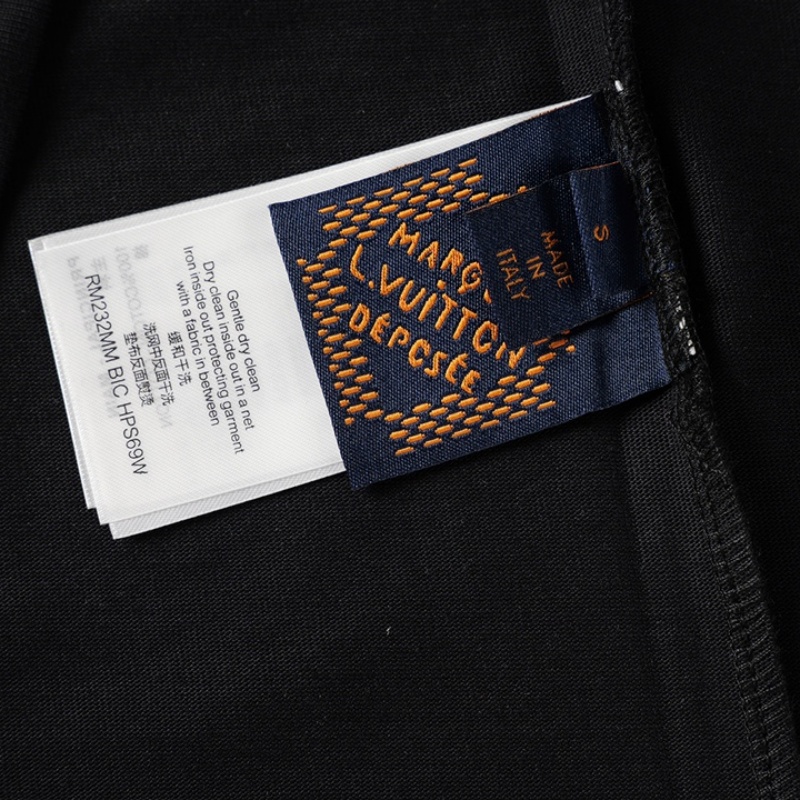 MARQ
L.VUITTON
DÉPOSÉE
MADE
IN
ITALY
S
Gentle dry clean
Dry clean inside out in a net
Iron inside out protecting garment
with a fabric in between
缓和干洗
洗网中反面干洗
垫布反面熨烫
RM232MM BIC HPS69W